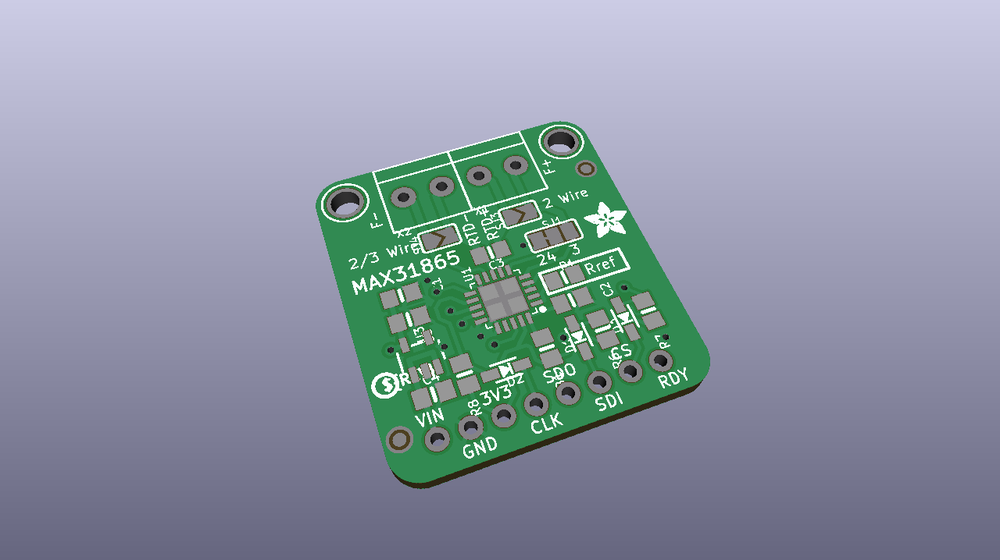 F-
F+
2 Wire
2/3 Wire
RTD-
RTD
SJ1
24 3
MAX31865
C3
U1
C1
Rref
C2
VIN
R8
3V3
D2
SDO
CS
R7
GND
CLK
SDI
RDY